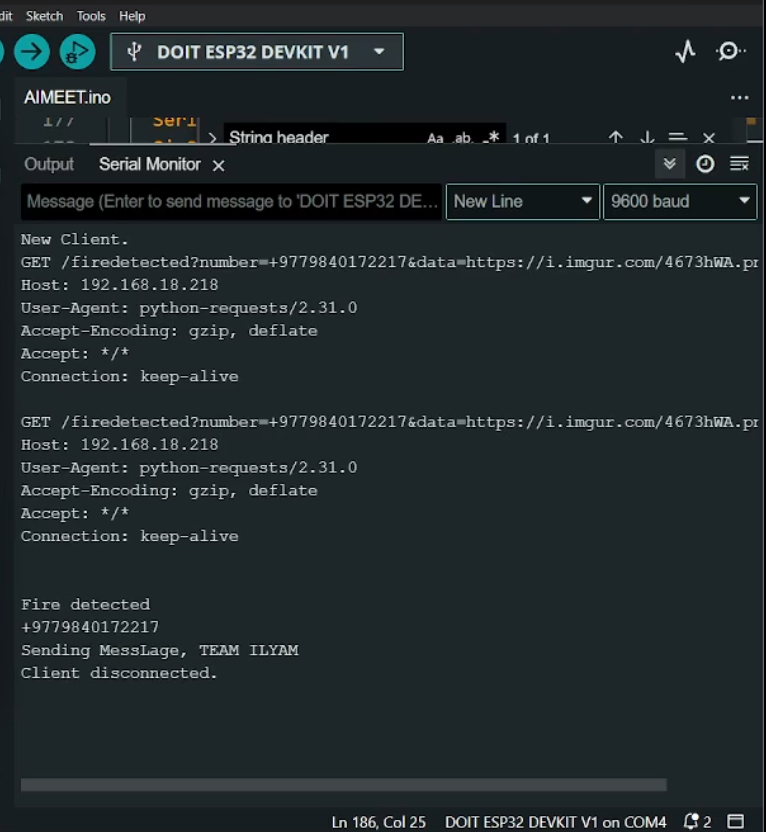 dit Sketch Tools Help
DOIT ESP32 DEVKIT V1
AIMEET.ino
177 Seri
String header Aa ab 1 of 1
Output Serial Monitor
Message (Enter to send message to 'DOIT ESP32 DE... New Line 9600 baud
New Client.
GET /firedetected?number=+9779840172217&data=https://i.imgur.com/4673hWA.pr
Host: 192.168.18.218
User-Agent: python-requests/2.31.0
Accept-Encoding: gzip, deflate
Accept: */*
Connection: keep-alive
GET /firedetected?number=+9779840172217&data=https://i.imgur.com/4673hWA.pr
Host: 192.168.18.218
User-Agent: python-requests/2.31.0
Accept-Encoding: gzip, deflate
Accept: */*
Connection: keep-alive
Fire detected
+9779840172217
Sending MessLage, TEAM ILYAM
Client disconnected.
Ln 186, Col 25 DOIT ESP32 DEVKIT V1 on COM4 2